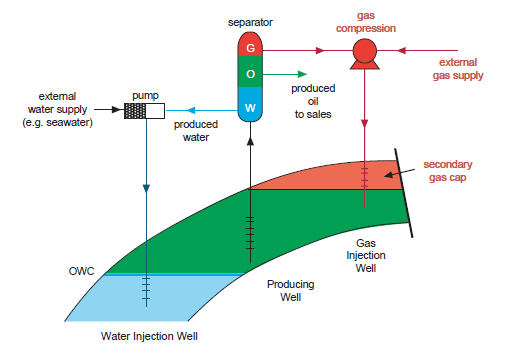 separator
gas
compression
G
O
W
external
gas supply
produced
oil
to sales
external
water supply
(e.g. seawater)
pump
produced
water
secondary
gas cap
OWC
Gas
Injection
Well
Producing
Well
Water Injection Well